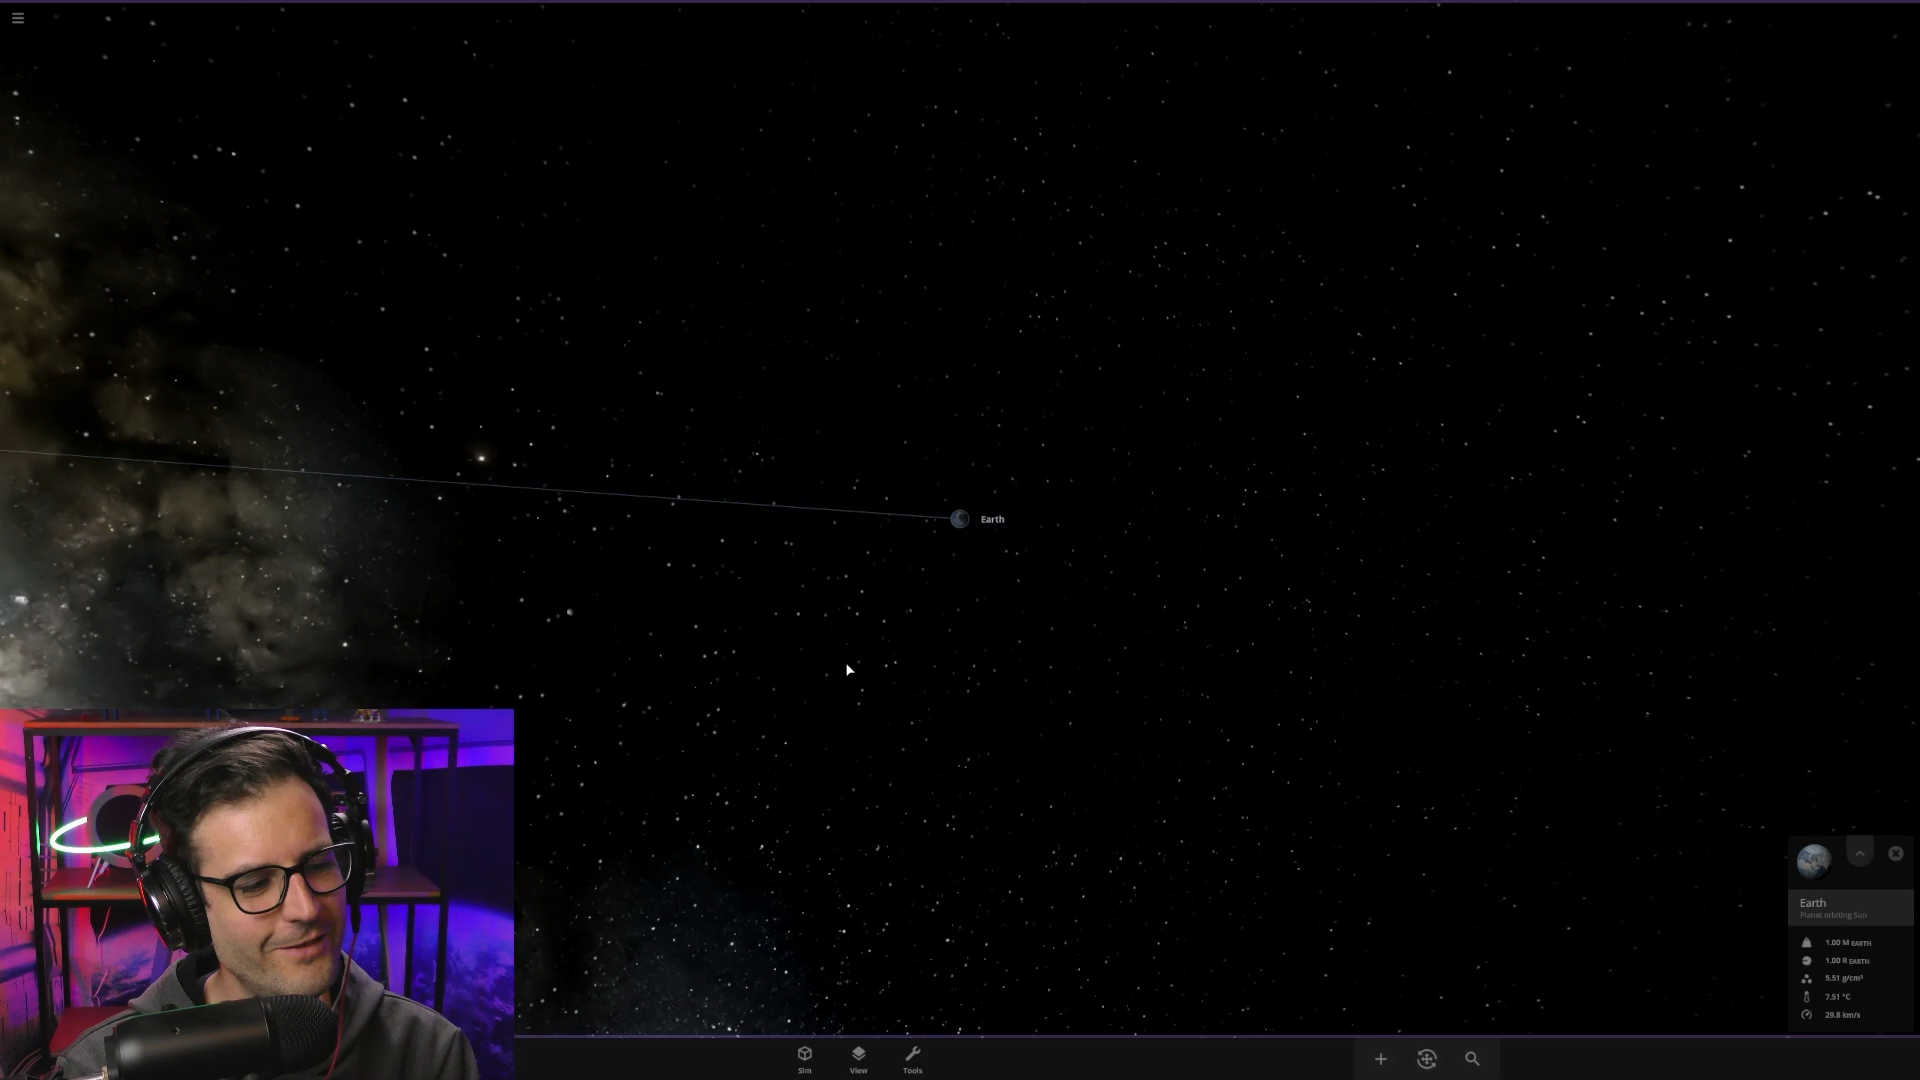 Earth
Earth
Planet orbiting Sun
1.00 M EARTH
1.00 R EARTH
5.51 g/cm³
7.51 °C
29.8 km/s
Sim
View
Tools